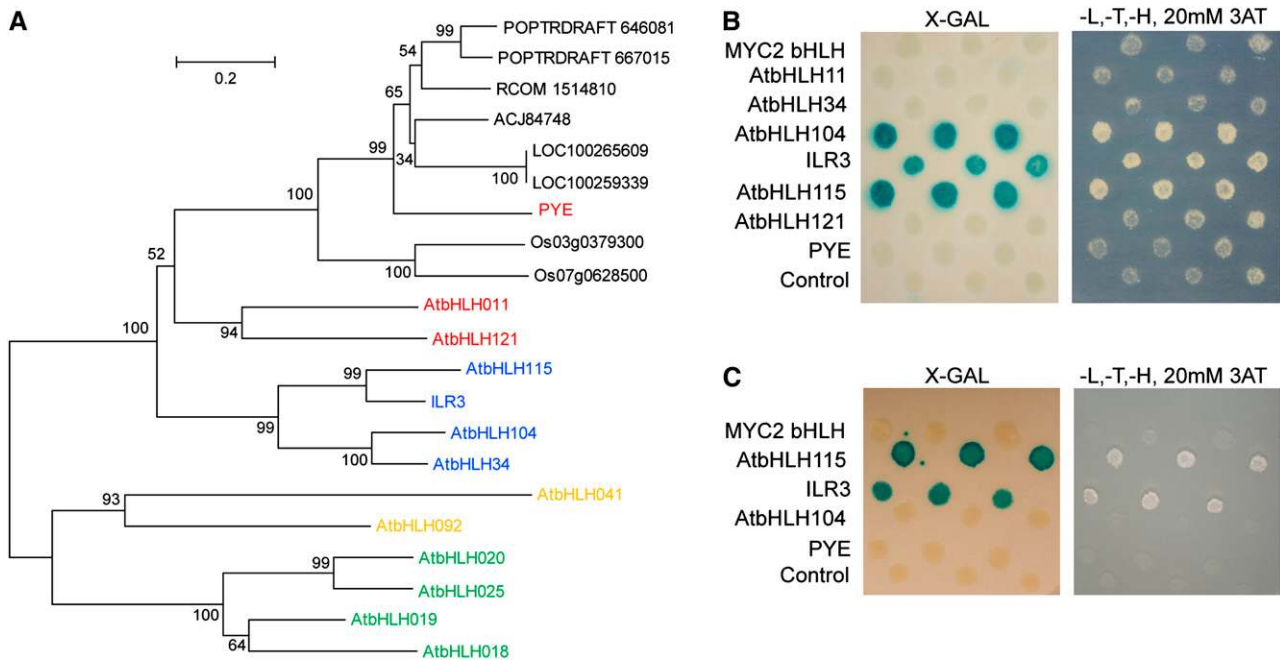 A
0.2
99
POPTRDRAFT 646081
54
POPTRDRAFT 667015
65
RCOM 1514810
ACJ84748
99
34
LOC100265609
100
LOC100259339
100
PYE
Os03g0379300
100
Os07g0628500
52
AtbHLH011
100
94
AtbHLH121
AtbHLH115
99
ILR3
99
AtbHLH104
100
AtbHLH34
93
AtbHLH041
AtbHLH092
AtbHLH020
99
AtbHLH025
100
AtbHLH019
64
AtbHLH018
B
X-GAL
-L,-T,-H, 20mM 3AT
MYC2 bHLH
AtbHLH11
AtbHLH34
AtbHLH104
ILR3
AtbHLH115
AtbHLH121
PYE
Control
C
X-GAL
-L,-T,-H, 20mM 3AT
MYC2 bHLH
AtbHLH115
ILR3
AtbHLH104
PYE
Control